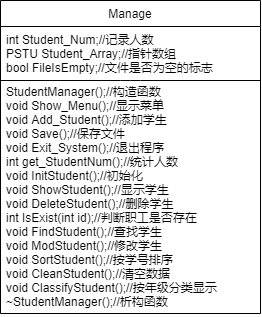 Manage
int Student_Num;//记录人数
PSTU Student_Array;//指针数组
bool FileIsEmpty;//文件是否为空的标志
StudentManager();//构造函数
void Show_Menu();//显示菜单
void Add_Student();//添加学生
void Save();//保存文件
void Exit_System();//退出程序
int get_StudentNum();//统计人数
void InitStudent();//初始化
void ShowStudent();//显示学生
void DeleteStudent();//删除学生
int IsExist(int id);//判断职工是否存在
void FindStudent();//查找学生
void ModStudent();//修改学生
void SortStudent();//按学号排序
void CleanStudent();//清空数据
void ClassifyStudent();//按年级分类显示
~StudentManager();//析构函数